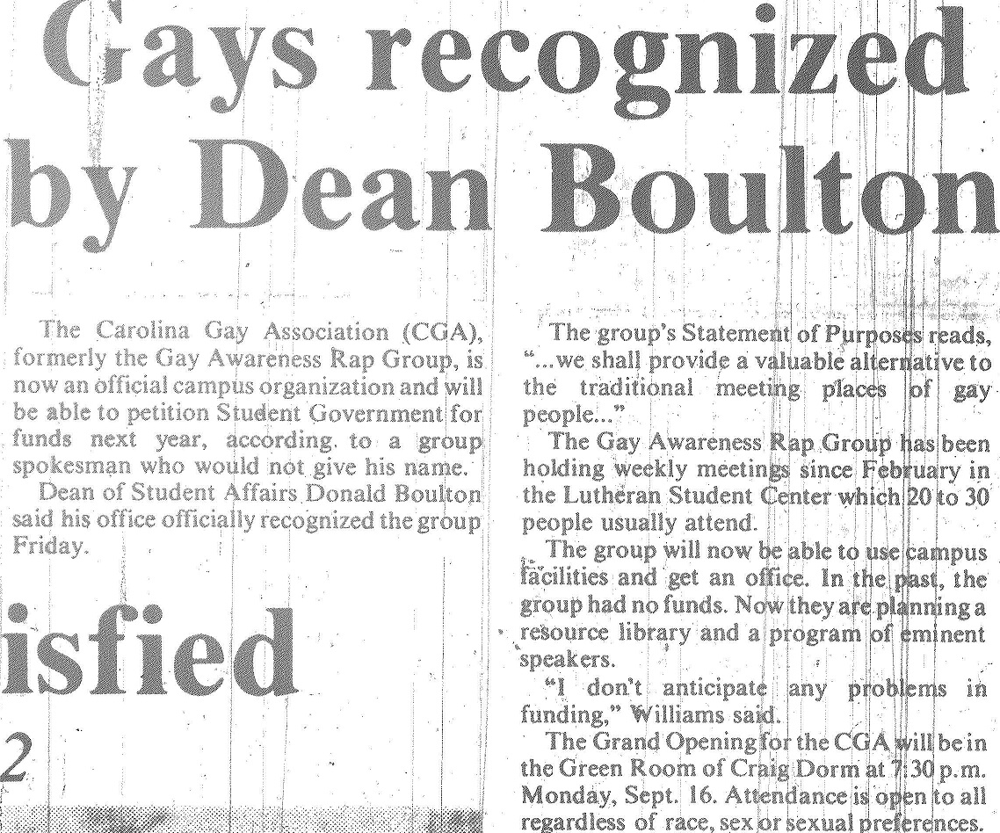 Gays recognized
by Dean Boulton
The Carolina Gay Association (CGA),
formerly the Gay Awareness Rap Group, is
now an official campus organization and will
be able to petition Student Government for
funds next year, according to a group
spokesman who would not give his name.
Dean of Student Affairs Donald Boulton
said his office officially recognized the group
Friday.
isfied
2
The group's Statement of Purposes reads,
“...we shall provide a valuable alternative to
the traditional meeting places of gay
people...”
The Gay Awareness Rap Group has been
holding weekly meetings since February in
the Lutheran Student Center which 20 to 30
people usually attend.
The group will now be able to use campus
facilities and get an office. In the past, the
group had no funds. Now they are planning a
resource library and a program of eminent
speakers.
“I don't anticipate any problems in
funding,” Williams said.
The Grand Opening for the CGA will be in
the Green Room of Craig Dorm at 7:30 p.m.
Monday, Sept. 16. Attendance is open to all
regardless of race, sex or sexual preferences.